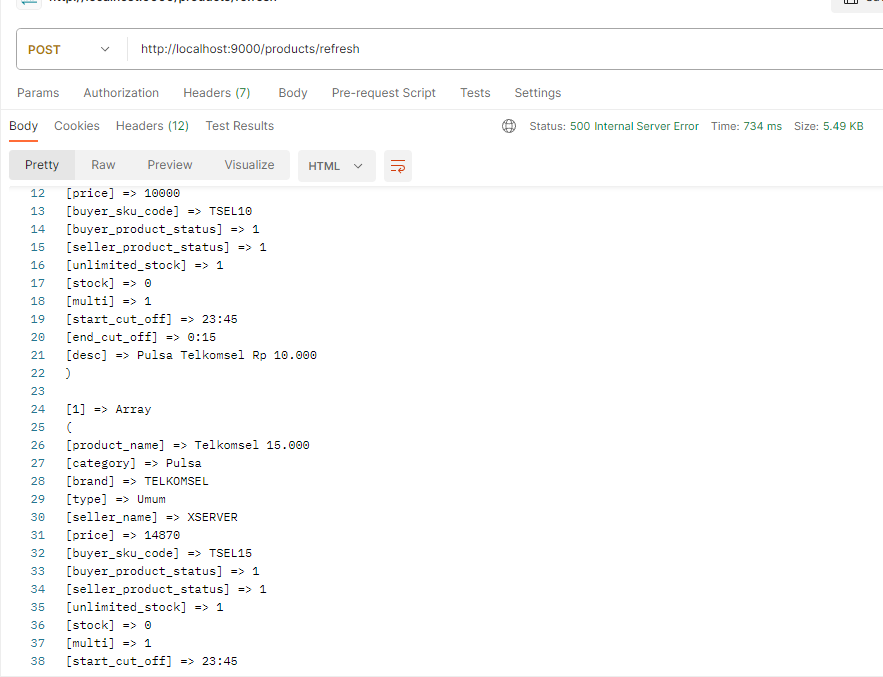 http://localhost:9000/products/refresh
POST http://localhost:9000/products/refresh
Params Authorization Headers (7) Body Pre-request Script Tests Settings
Body Cookies Headers (12) Test Results Status: 500 Internal Server Error Time: 734 ms Size: 5.49 KB
Pretty Raw Preview Visualize HTML
12 [price] => 10000
13 [buyer_sku_code] => TSEL10
14 [buyer_product_status] => 1
15 [seller_product_status] => 1
16 [unlimited_stock] => 1
17 [stock] => 0
18 [multi] => 1
19 [start_cut_off] => 23:45
20 [end_cut_off] => 0:15
21 [desc] => Pulsa Telkomsel Rp 10.000
22 )
23
24 [1] => Array
25 (
26 [product_name] => Telkomsel 15.000
27 [category] => Pulsa
28 [brand] => TELKOMSEL
29 [type] => Umum
30 [seller_name] => XSERVER
31 [price] => 14870
32 [buyer_sku_code] => TSEL15
33 [buyer_product_status] => 1
34 [seller_product_status] => 1
35 [unlimited_stock] => 1
36 [stock] => 0
37 [multi] => 1
38 [start_cut_off] => 23:45